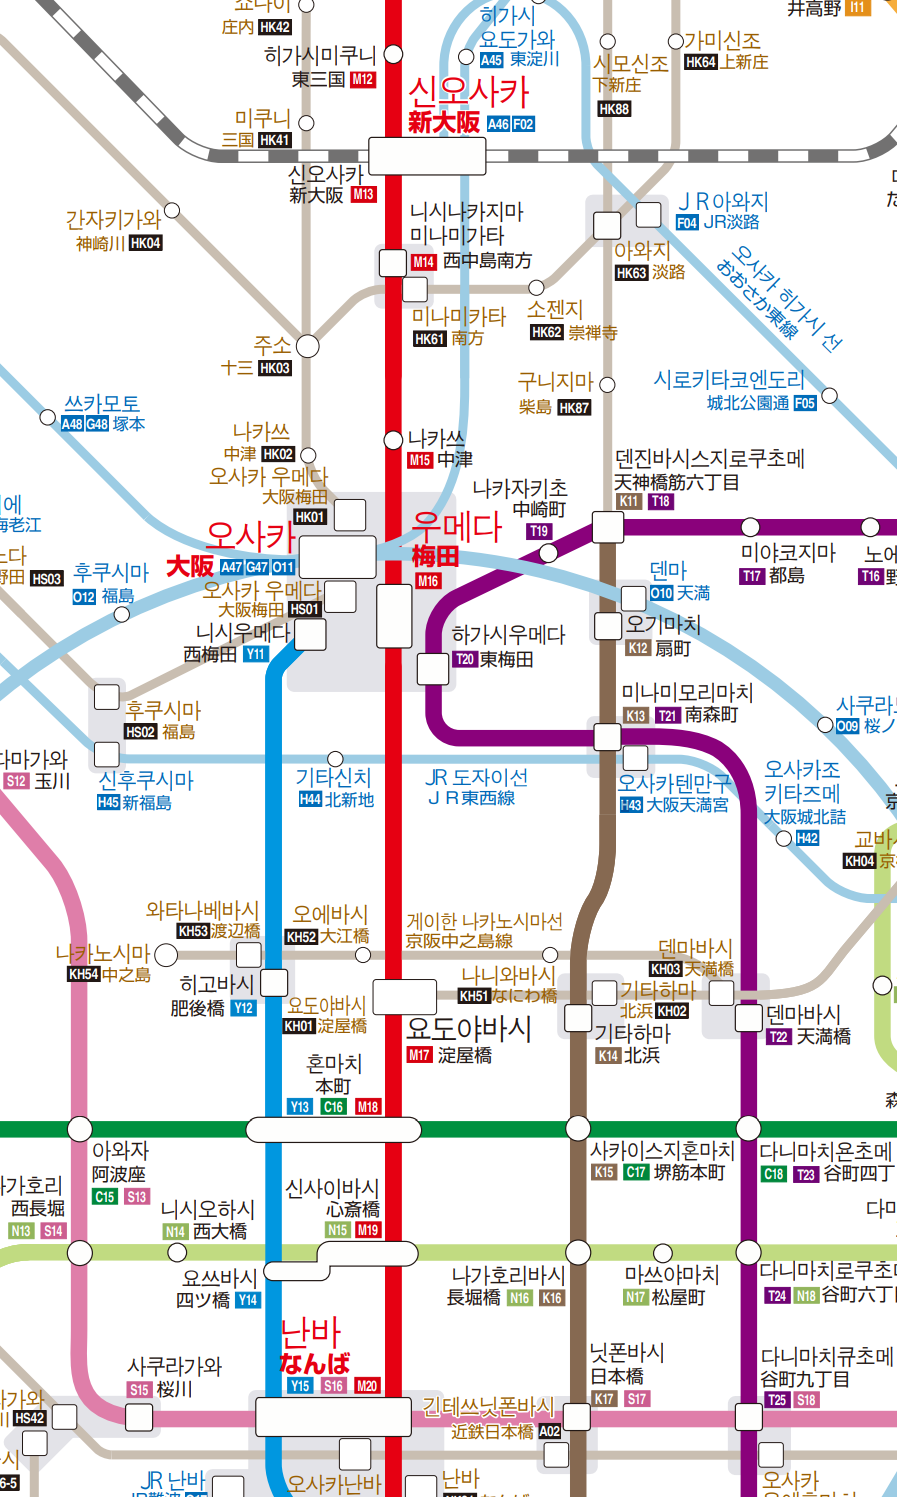 庄内 HK42
井高野 I11
히가시미쿠니
東三国 M12
히가시
요도가와
A45 東淀川
시모신조
下新庄
HK88
가미신조
HK64 上新庄
미쿠니
三国 HK41
신오사카
新大阪 A46 F02
신오사카
新大阪 M13
간자키가와
神崎川 HK04
니시나카지마
미나미가타
M14 西中島南方
미나미카타
HK61 南方
소젠지
HK62 崇禅寺
아와지
HK63 淡路
JR아와지
F04 JR淡路
오사카 히가시 선
おおさか東線
주소
十三 HK03
구니지마
柴島 HK87
시로키타코엔도리
城北公園通 F05
쓰카모토
A48 G48 塚本
나카쓰
中津 HK02
나카쓰
M15 中津
오사카 우메다
大阪梅田
HK01
나카자키초
中崎町
T19
덴진바시스지로쿠초메
天神橋筋六丁目
K11 T18
미야코지마
T17 都島
T16
오사카
大阪 A47 G47 O11
우메다
梅田
M16
HS03
후쿠시마
O12 福島
오사카 우메다
大阪梅田 HS01
니시우메다
西梅田 Y11
하가시우메다
T20 東梅田
덴마
O10 天満
오기마치
K12 扇町
미나미모리마치
K13 T21 南森町
후쿠시마
HS02 福島
신후쿠시마
H45 新福島
S12 玉川
기타신치
H44 北新地
JR 도자이선
JR東西線
오사카텐만구
H43 大阪天満宮
O09
오사카조
키타즈메
大阪城北詰
H42
KH04
와타나베바시
KH53 渡辺橋
오에바시
KH52 大江橋
게이한 나카노시마선
京阪中之島線
나카노시마
KH54 中之島
히고바시
肥後橋 Y12
요도야바시
KH01 淀屋橋
나니와바시
KH51 なにわ橋
요도야바시
M17 淀屋橋
덴마바시
KH03 天満橋
기타하마
北浜 KH02
기타하마
K14 北浜
덴마바시
T22 天満橋
혼마치
本町
Y13 C16 M18
아와자
阿波座
C15 S13
사카이스지혼마치
K15 C17 堺筋本町
다니마치욘초메
C18 T23 谷町四丁
西長堀
N13 S14
니시오하시
N14 西大橋
신사이바시
心斎橋
N15 M19
요쓰바시
四ツ橋 Y14
나가호리바시
長堀橋 N16 K16
마쓰야마치
N17 松屋町
T24 N18 谷町六丁
난바
なんば
Y15 S16 M20
사쿠라가와
S15 桜川
긴테쓰닛폰바시
近鉄日本橋 A02
닛폰바시
日本橋
K17 S17
다니마치큐초메
谷町九丁目
T25 S18
HS42
JR 난바
오사카난바
난바
오사카